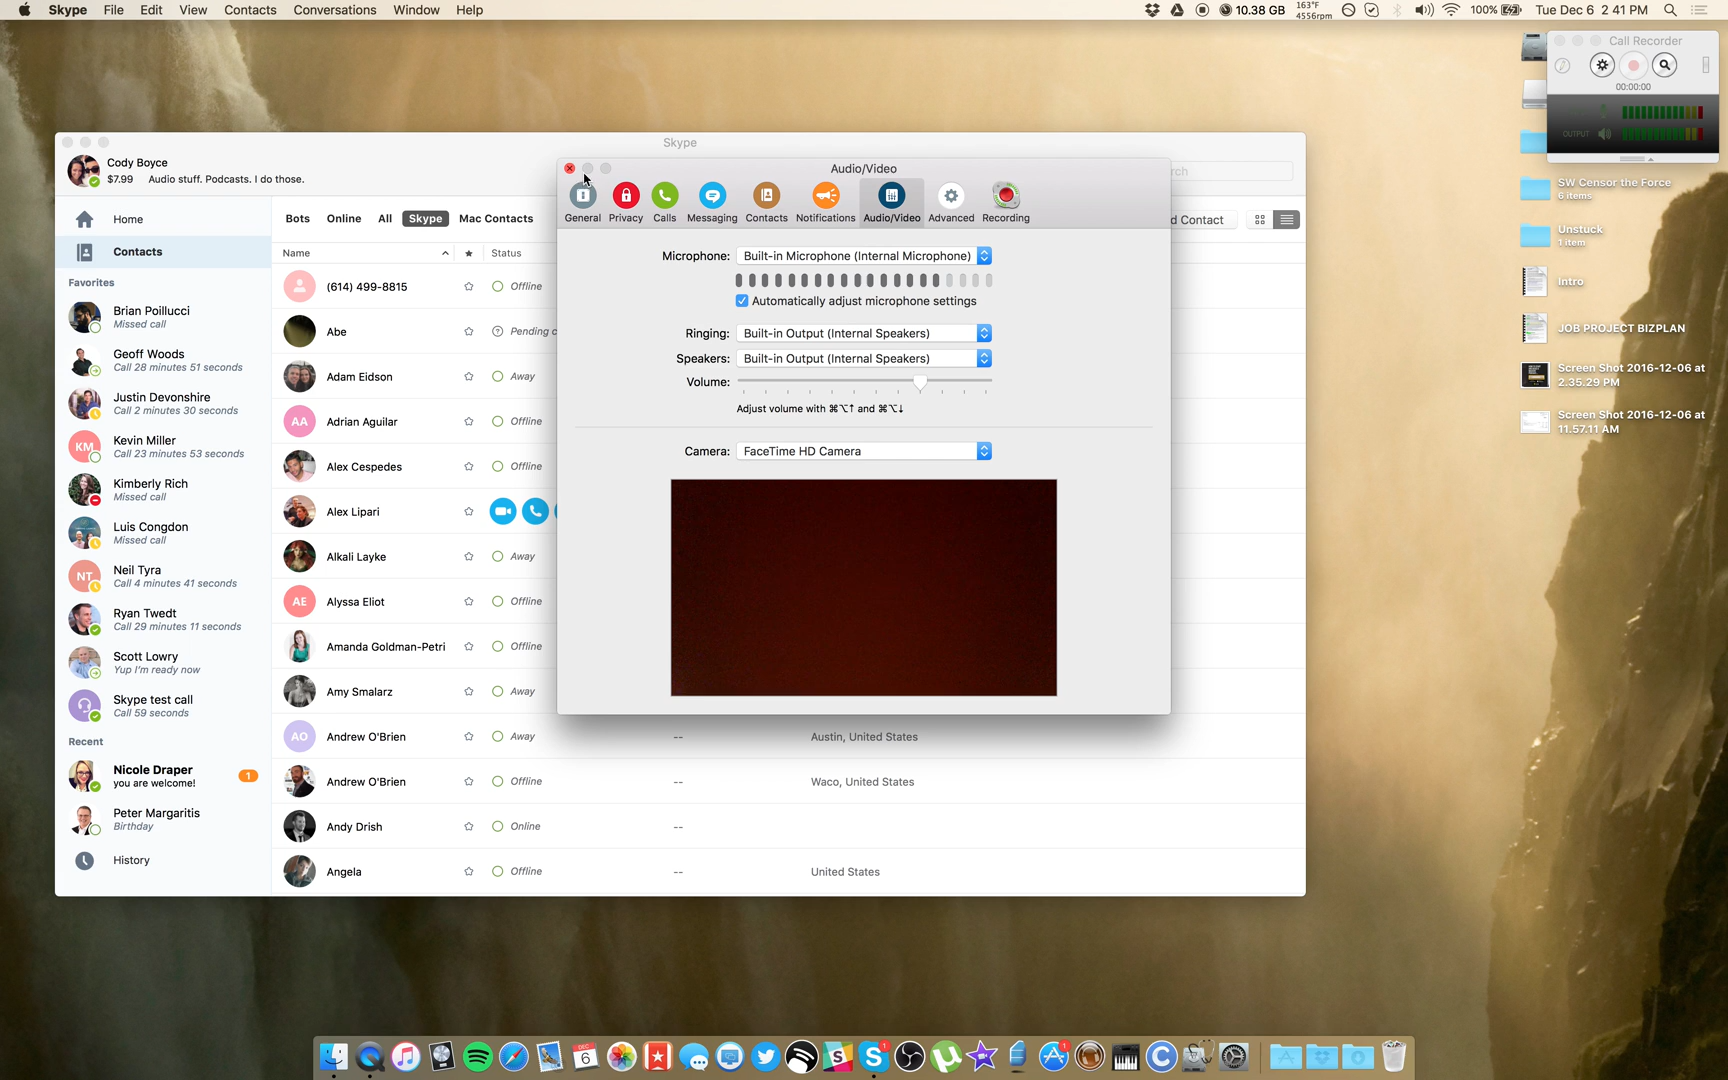 Skype File Edit View Contacts Conversations Window Help
10.38 GB 163°F 4556rpm 100% Tue Dec 6 2 41 PM
Call Recorder
00:00:00
OUTPUT
SW Censor the Force
6 items
Unstuck
1 item
Intro
JOB PROJECT BIZPLAN
Screen Shot 2016-12-06 at
2.35.29 PM
Screen Shot 2016-12-06 at
11.57.11 AM
Skype
Cody Boyce
$7.99 Audio stuff. Podcasts. I do those.
rch
Home
Contacts
Favorites
Brian Poillucci
Missed call
Geoff Woods
Call 28 minutes 51 seconds
Justin Devonshire
Call 2 minutes 30 seconds
KM
Kevin Miller
Call 23 minutes 53 seconds
Kimberly Rich
Missed call
Luis Congdon
Missed call
NT
Neil Tyra
Call 4 minutes 41 seconds
Ryan Twedt
Call 29 minutes 11 seconds
Scott Lowry
Yup I'm ready now
Skype test call
Call 59 seconds
Recent
Nicole Draper
you are welcome!
1
Peter Margaritis
Birthday
History
Bots Online All Skype Mac Contacts
d Contact
Name Status
(614) 499-8815 Offline
Abe Pending c
Adam Eidson Away
AA Adrian Aguilar Offline
Alex Cespedes Offline
Alex Lipari
Alkali Layke Away
AE Alyssa Eliot Offline
Amanda Goldman-Petri Offline
Amy Smalarz Away
AO Andrew O'Brien Away -- Austin, United States
Andrew O'Brien Offline -- Waco, United States
Andy Drish Online --
Angela Offline -- United States
Audio/Video
General Privacy Calls Messaging Contacts Notifications Audio/Video Advanced Recording
Microphone: Built-in Microphone (Internal Microphone)
Automatically adjust microphone settings
Ringing: Built-in Output (Internal Speakers)
Speakers: Built-in Output (Internal Speakers)
Volume:
Adjust volume with ⌘⌥↑ and ⌘⌥↓
Camera: FaceTime HD Camera
DEC
6
1
1